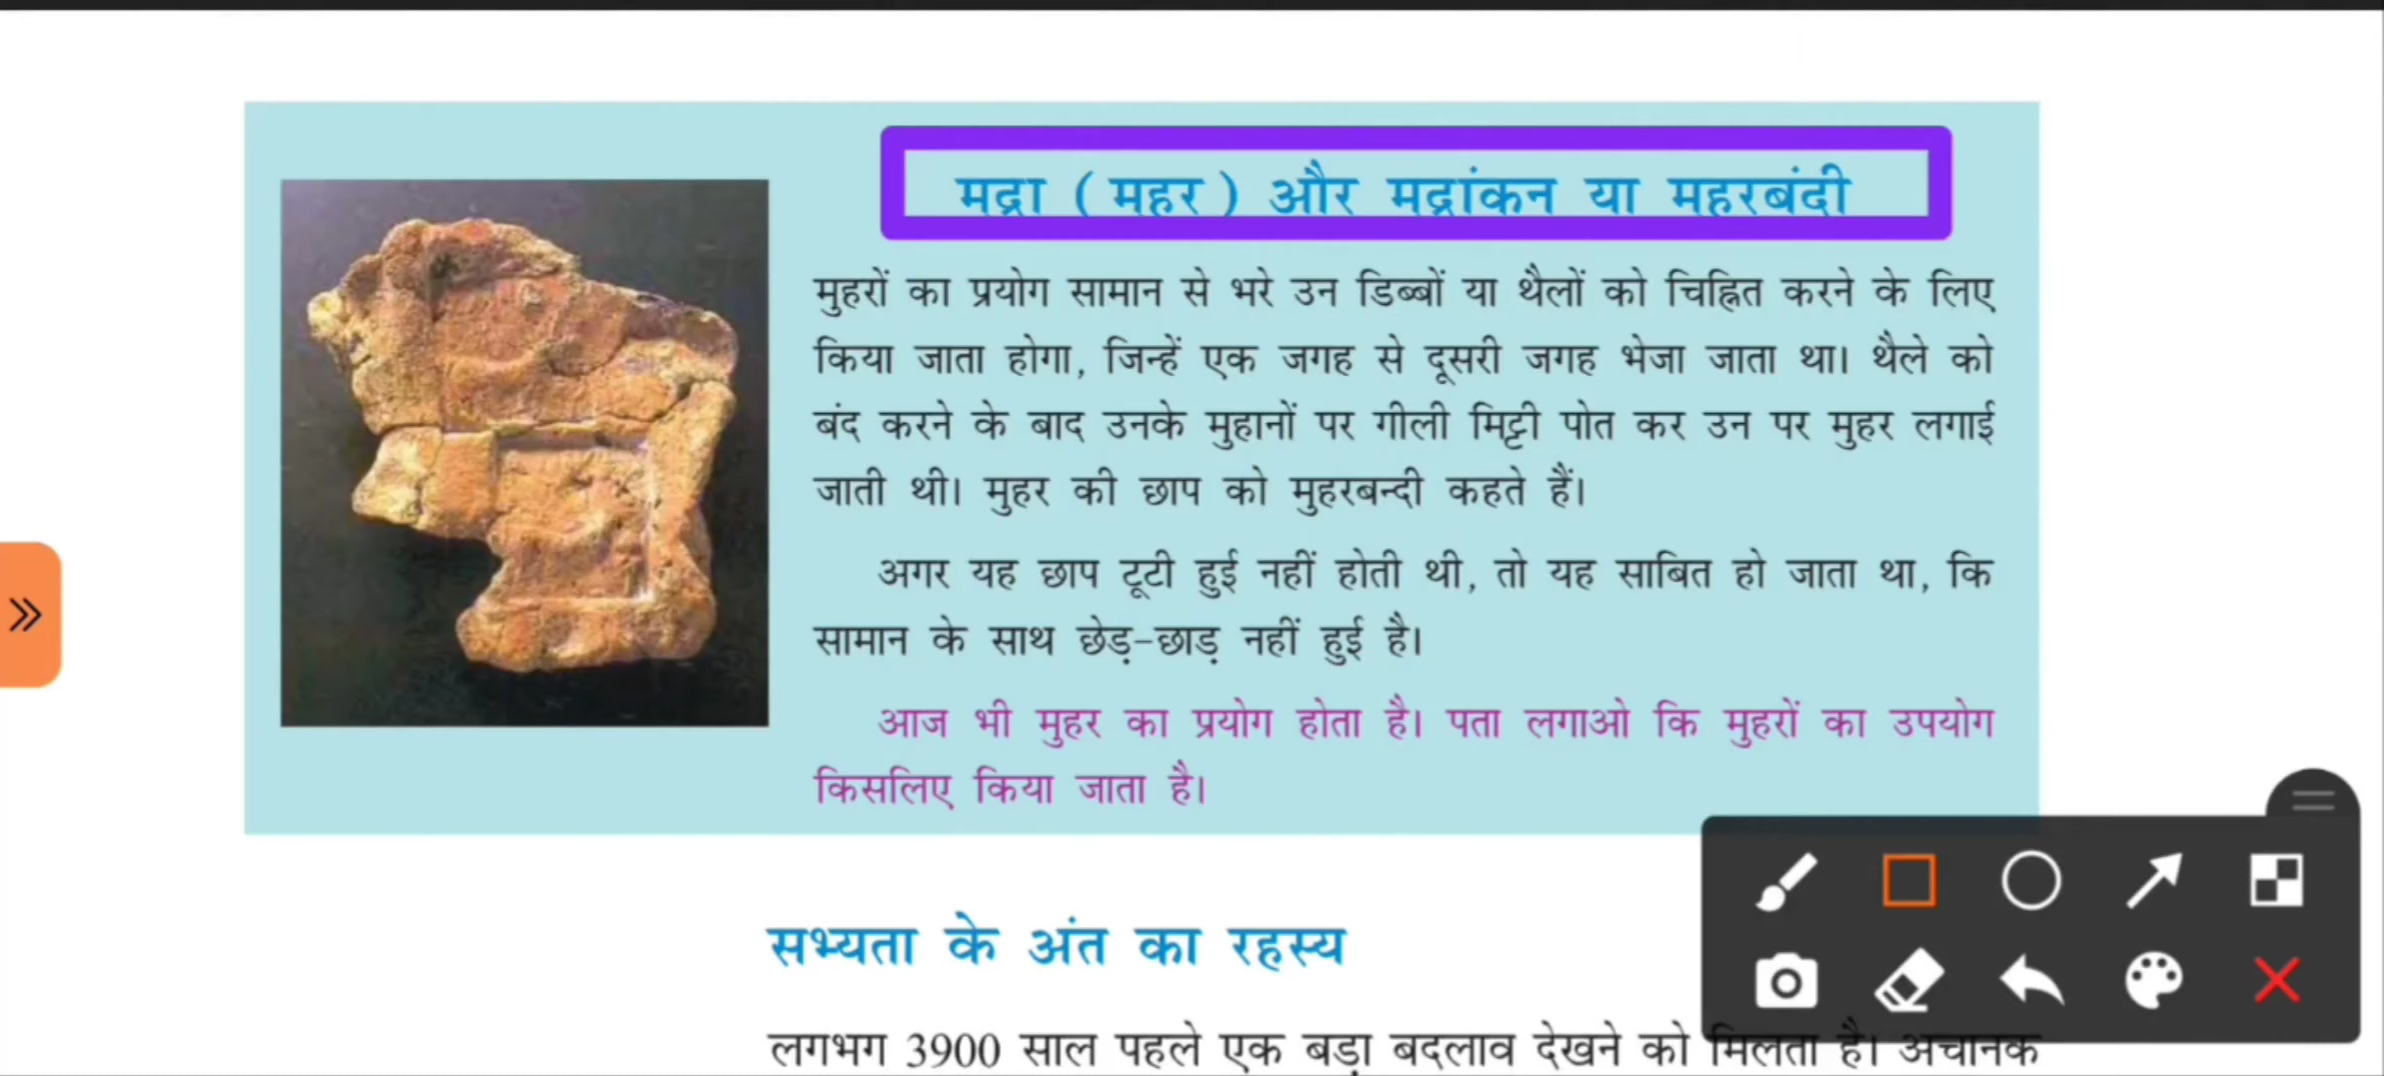 मुद्रा ( मुहर ) और मुद्रांकन या मुहरबंदी
मुहरों का प्रयोग सामान से भरे उन डिब्बों या थैलों को चिह्नित करने के लिए
किया जाता होगा, जिन्हें एक जगह से दूसरी जगह भेजा जाता था। थैले को
बंद करने के बाद उनके मुहानों पर गीली मिट्टी पोत कर उन पर मुहर लगाई
जाती थी। मुहर की छाप को मुहरबन्दी कहते हैं।
अगर यह छाप टूटी हुई नहीं होती थी, तो यह साबित हो जाता था, कि
सामान के साथ छेड़-छाड़ नहीं हुई है।
आज भी मुहर का प्रयोग होता है। पता लगाओ कि मुहरों का उपयोग
किसलिए किया जाता है।
सभ्यता के अंत का रहस्य
लगभग 3900 साल पहले एक बड़ा बदलाव देखने को मिलता है। अचानक